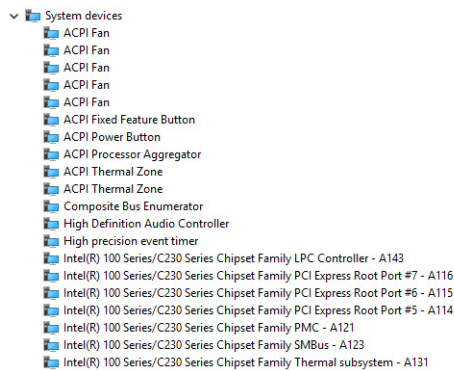 System devices
ACPI Fan
ACPI Fan
ACPI Fan
ACPI Fan
ACPI Fan
ACPI Fixed Feature Button
ACPI Power Button
ACPI Processor Aggregator
ACPI Thermal Zone
ACPI Thermal Zone
Composite Bus Enumerator
High Definition Audio Controller
High precision event timer
Intel(R) 100 Series/C230 Series Chipset Family LPC Controller - A143
Intel(R) 100 Series/C230 Series Chipset Family PCI Express Root Port #7 - A116
Intel(R) 100 Series/C230 Series Chipset Family PCI Express Root Port #6 - A115
Intel(R) 100 Series/C230 Series Chipset Family PCI Express Root Port #5 - A114
Intel(R) 100 Series/C230 Series Chipset Family PMC - A121
Intel(R) 100 Series/C230 Series Chipset Family SMBus - A123
Intel(R) 100 Series/C230 Series Chipset Family Thermal subsystem - A131